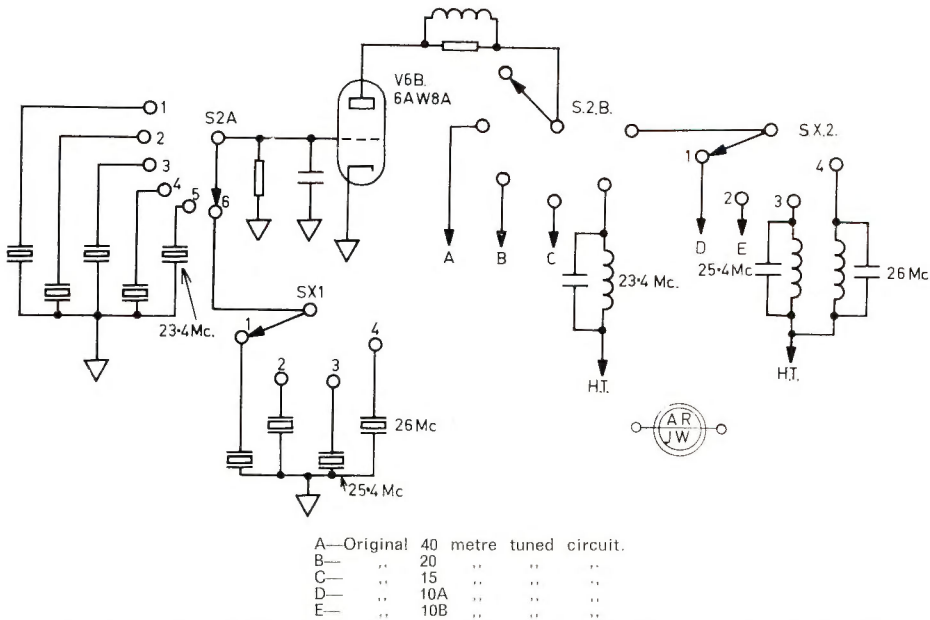 V6B.
6AW8A
S.2.B.
S2A
SX.2.
1
2
3
4
5
6
23·4Mc.
A
B
C
23·4 Mc.
H.T.
1
2
3
4
D
E
25·4Mc
26Mc
H.T.
SX1
1
2
3
4
26Mc
25·4Mc
AR
JW
A—Original 40 metre tuned circuit.
B— ,, 20 ,, ,, ,,
C— ,, 15 ,, ,, ,,
D— ,, 10A ,, ,, ,,
E— ,, 10B ,, ,, ,,